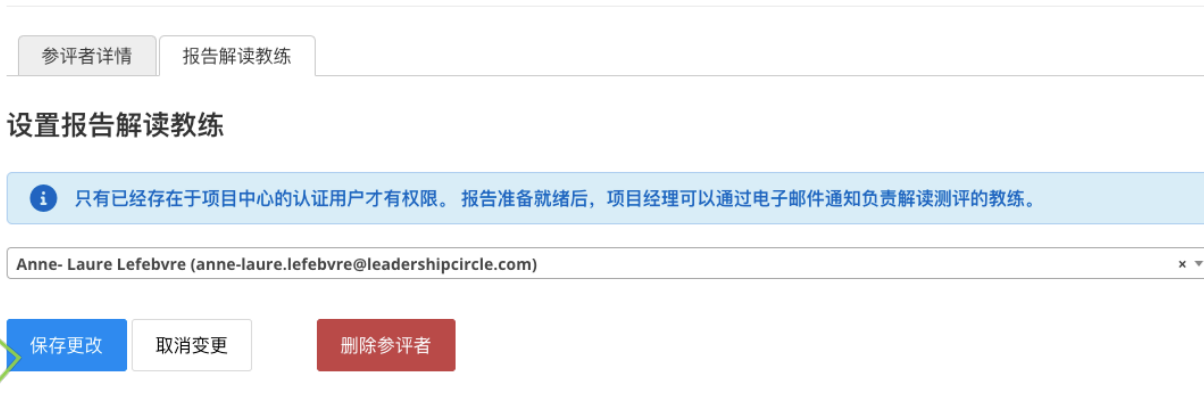 参评者详情
报告解读教练
设置报告解读教练
只有已经存在于项目中心的认证用户才有权限。 报告准备就绪后，项目经理可以通过电子邮件通知负责解读测评的教练。
Anne- Laure Lefebvre (anne-laure.lefebvre@leadershipcircle.com)
保存更改
取消变更
删除参评者